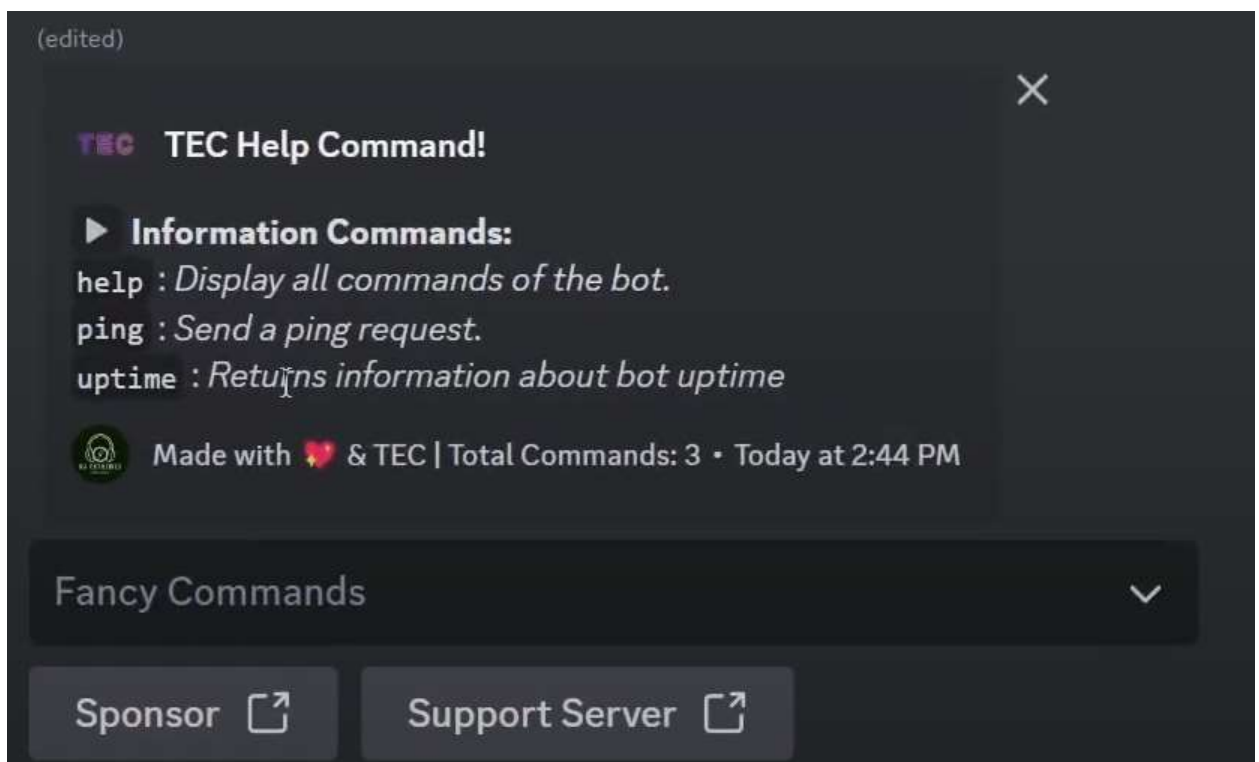 (edited)
TEC TEC Help Command!
Information Commands:
help : Display all commands of the bot.
ping : Send a ping request.
uptime : Returns information about bot uptime
Made with 💖 & TEC | Total Commands: 3 • Today at 2:44 PM
Fancy Commands
Sponsor Support Server